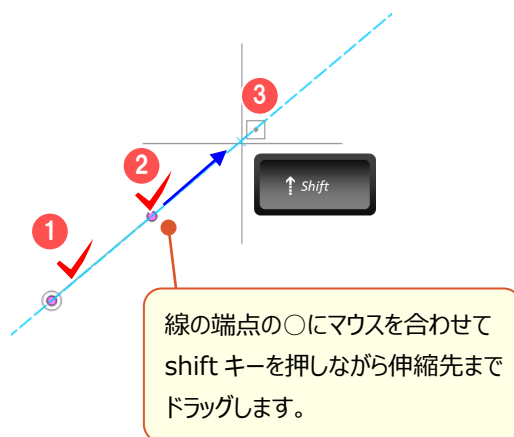 3
2
Shift
1
線の端点の○にマウスを合わせて
shift キーを押しながら伸縮先まで
ドラッグします。